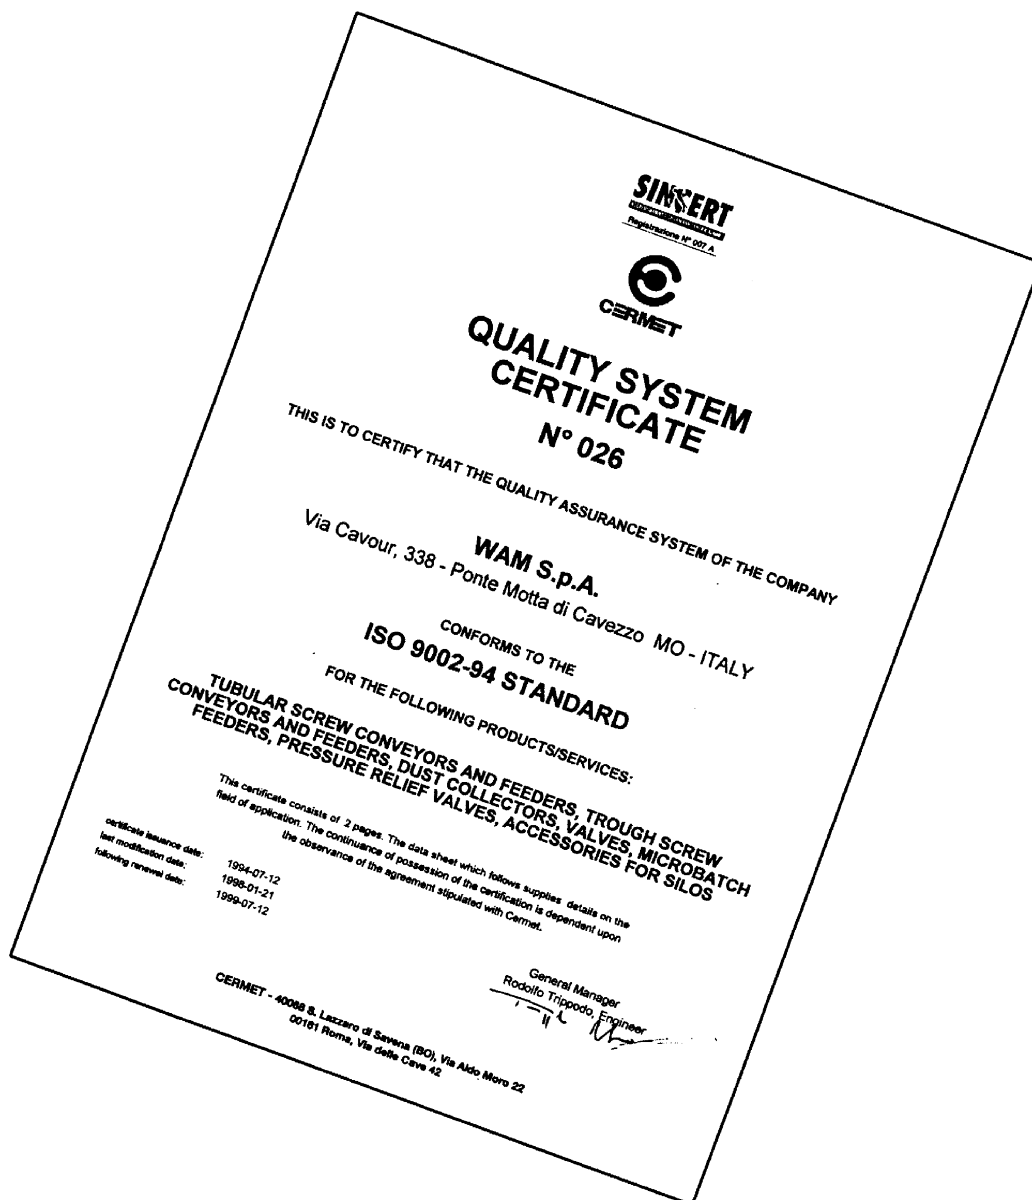 SINCERT
Registrazione N° 007 A
CERMET
QUALITY SYSTEM
CERTIFICATE
N° 026
THIS IS TO CERTIFY THAT THE QUALITY ASSURANCE SYSTEM OF THE COMPANY
WAM S.p.A.
Via Cavour, 338 - Ponte Motta di Cavezzo MO - ITALY
CONFORMS TO THE
ISO 9002-94 STANDARD
FOR THE FOLLOWING PRODUCTS/SERVICES:
TUBULAR SCREW CONVEYORS AND FEEDERS, TROUGH SCREW
CONVEYORS AND FEEDERS, DUST COLLECTORS, VALVES, MICROBATCH
FEEDERS, PRESSURE RELIEF VALVES, ACCESSORIES FOR SILOS
This certificate consists of 2 pages. The data sheet which follows supplies details on the
field of application. The continuance of possession of the certification is dependent upon
the observance of the agreement stipulated with Cermet.
certificate issuance date: 1994-07-12
last modification date: 1998-01-21
following renewal date: 1999-07-12
General Manager
Rodolfo Trippodo, Engineer
CERMET - 40068 S. Lazzaro di Savena (BO), Via Aldo Moro 22
00161 Roma, Via delle Cave 42